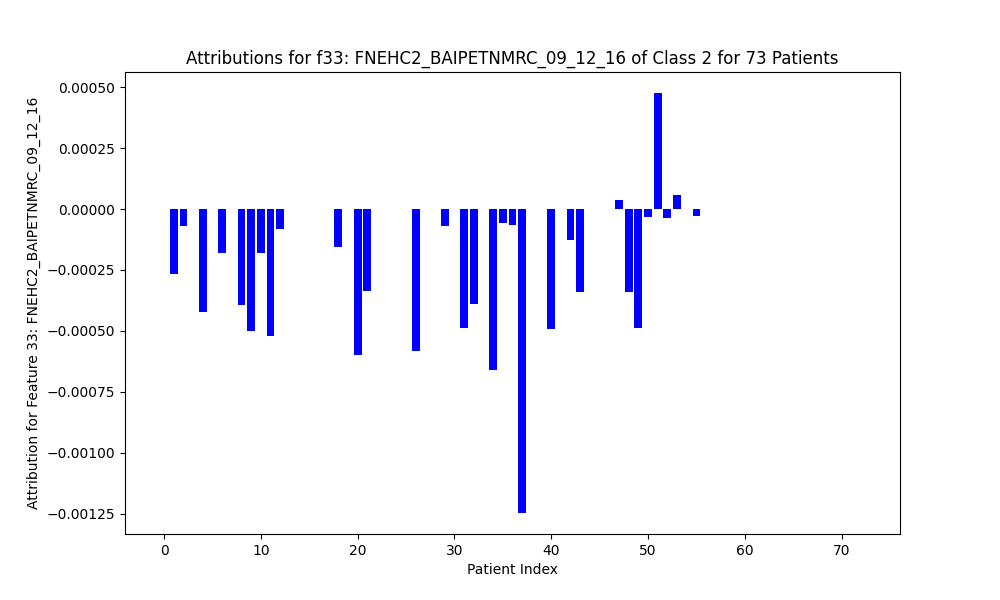 Attributions for f33: FNEHC2_BAIPETNMRC_09_12_16 of Class 2 for 73 Patients
Attribution for Feature 33: FNEHC2_BAIPETNMRC_09_12_16
0.00050
0.00025
0.00000
−0.00025
−0.00050
−0.00075
−0.00100
−0.00125
0 10 20 30 40 50 60 70
Patient Index